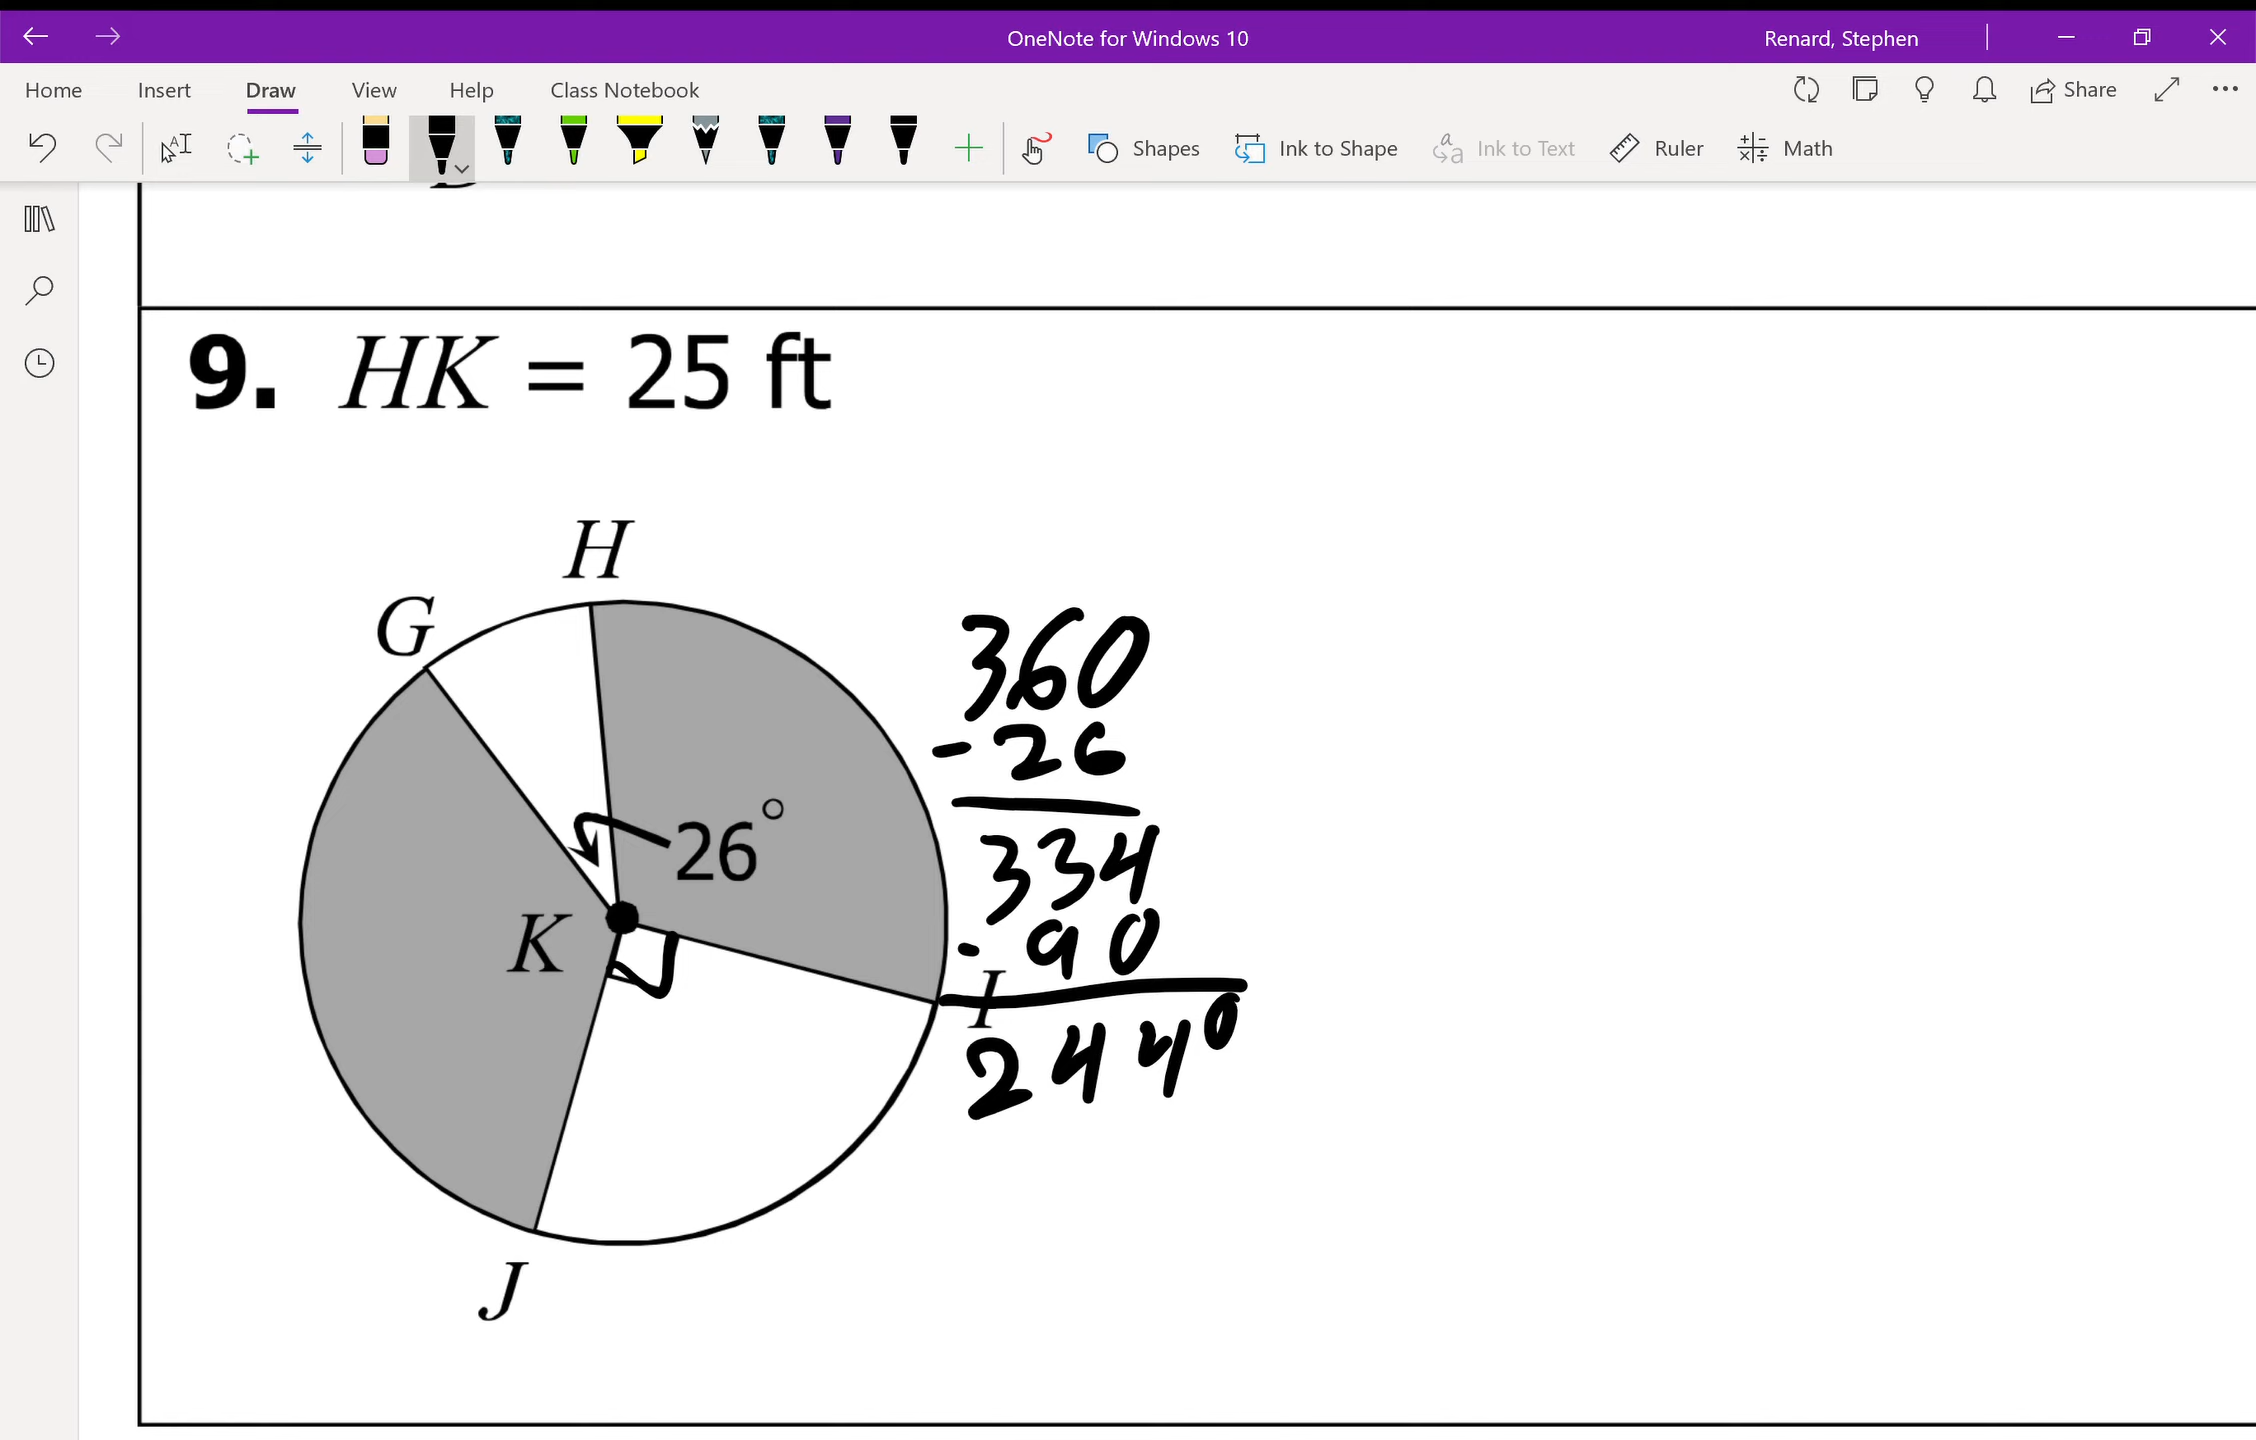 OneNote for Windows 10
Renard, Stephen
Home Insert Draw View Help Class Notebook
Share
Shapes Ink to Shape Ink to Text Ruler Math
9. HK = 25 ft
H
G
360
- 26
26°
334
K
- 90
I
244°
J